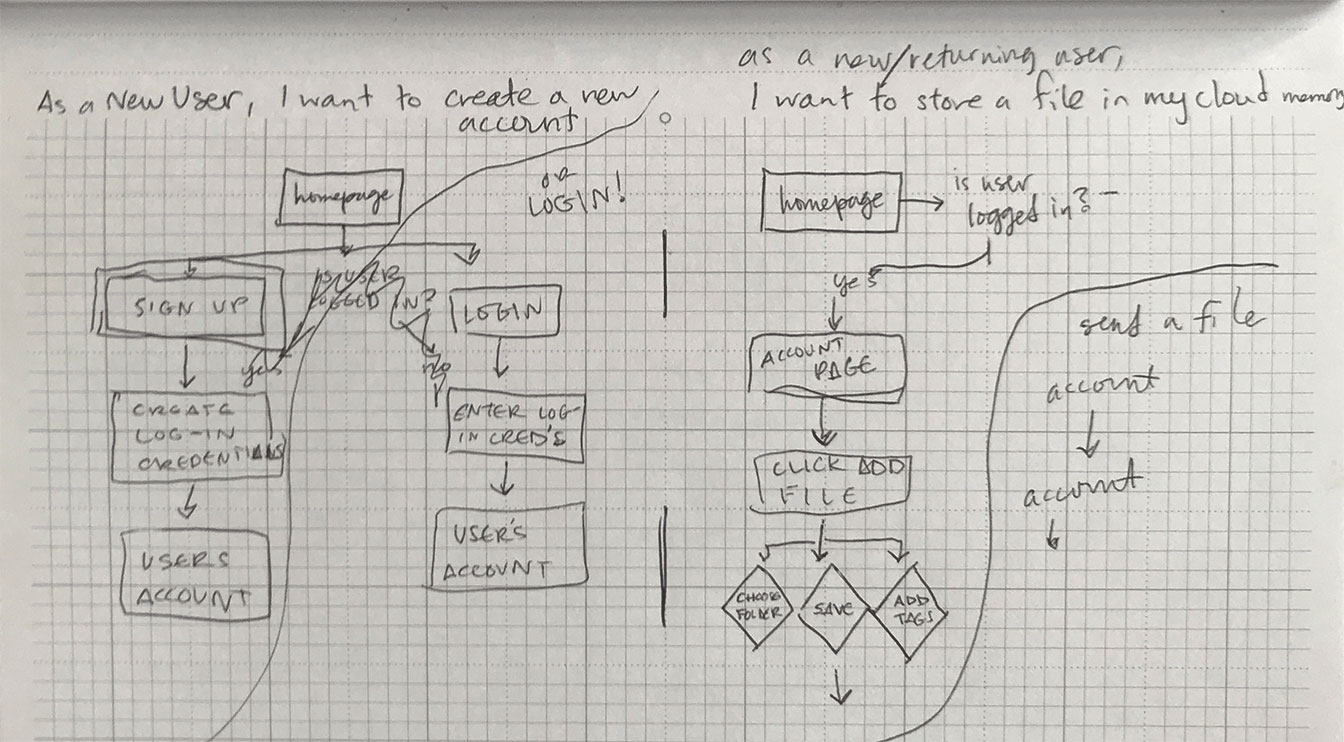 As a New User, I want to create a new
account
or
LOGIN!
homepage
IS USER
LOGGED IN?
yes
no
SIGN UP
CREATE
LOG-IN
CREDENTIALS
USERS
ACCOUNT
LOGIN
ENTER LOG-
IN CRED'S
USER'S
ACCOUNT
as a new/returning user,
I want to store a file in my cloud memory
homepage
is user
logged in?
yes
ACCOUNT
PAGE
CLICK ADD
FILE
CHOOSE
FOLDER
SAVE
ADD
TAGS
send a file
account
account